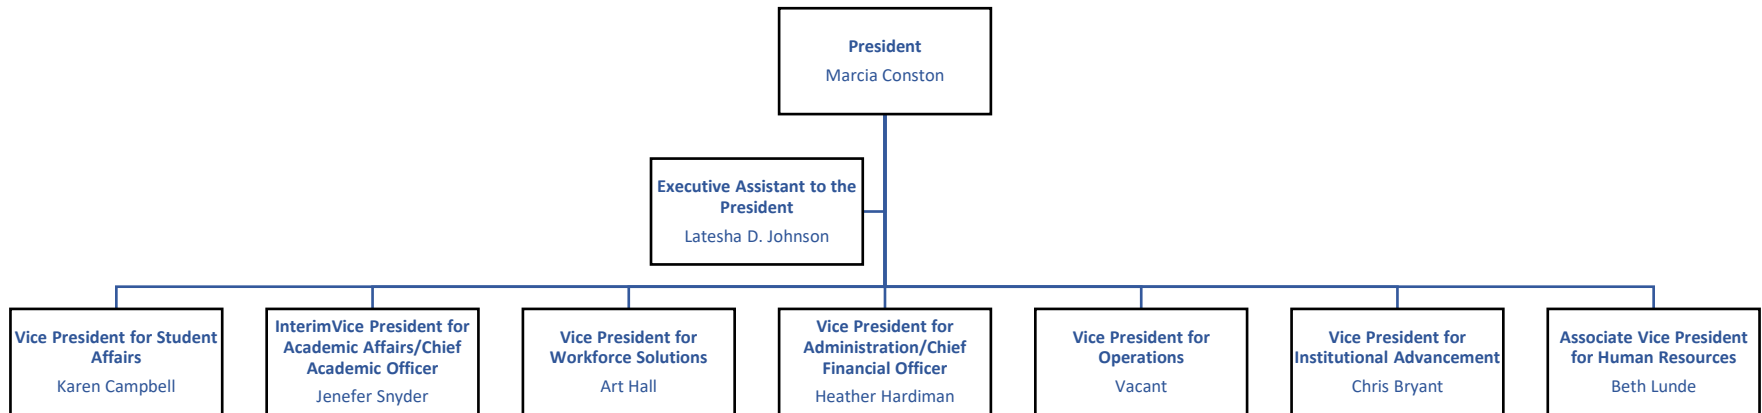 President
Marcia Conston
Executive Assistant to the
President
Latesha D. Johnson
Vice President for Student
Affairs
Karen Campbell
InterimVice President for
Academic Affairs/Chief
Academic Officer
Jenefer Snyder
Vice President for
Workforce Solutions
Art Hall
Vice President for
Administration/Chief
Financial Officer
Heather Hardiman
Vice President for
Operations
Vacant
Vice President for
Institutional Advancement
Chris Bryant
Associate Vice President
for Human Resources
Beth Lunde